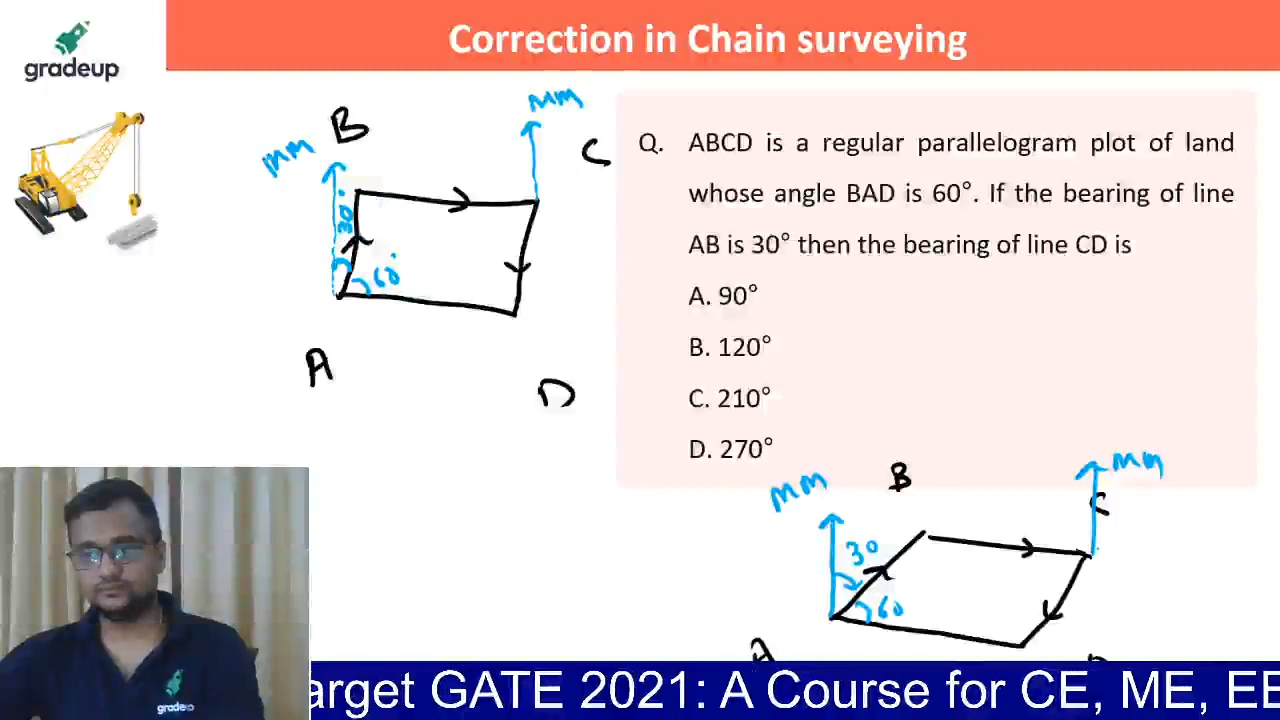 Correction in Chain surveying
gradeup
Q. ABCD is a regular parallelogram plot of land
whose angle BAD is 60°. If the bearing of line
AB is 30° then the bearing of line CD is
A. 90°
B. 120°
C. 210°
D. 270°
MM
B
MM
C
30°
60°
A
D
MM
B
MM
C
30
60
A
gradeup
arget GATE 2021: A Course for CE, ME, EE